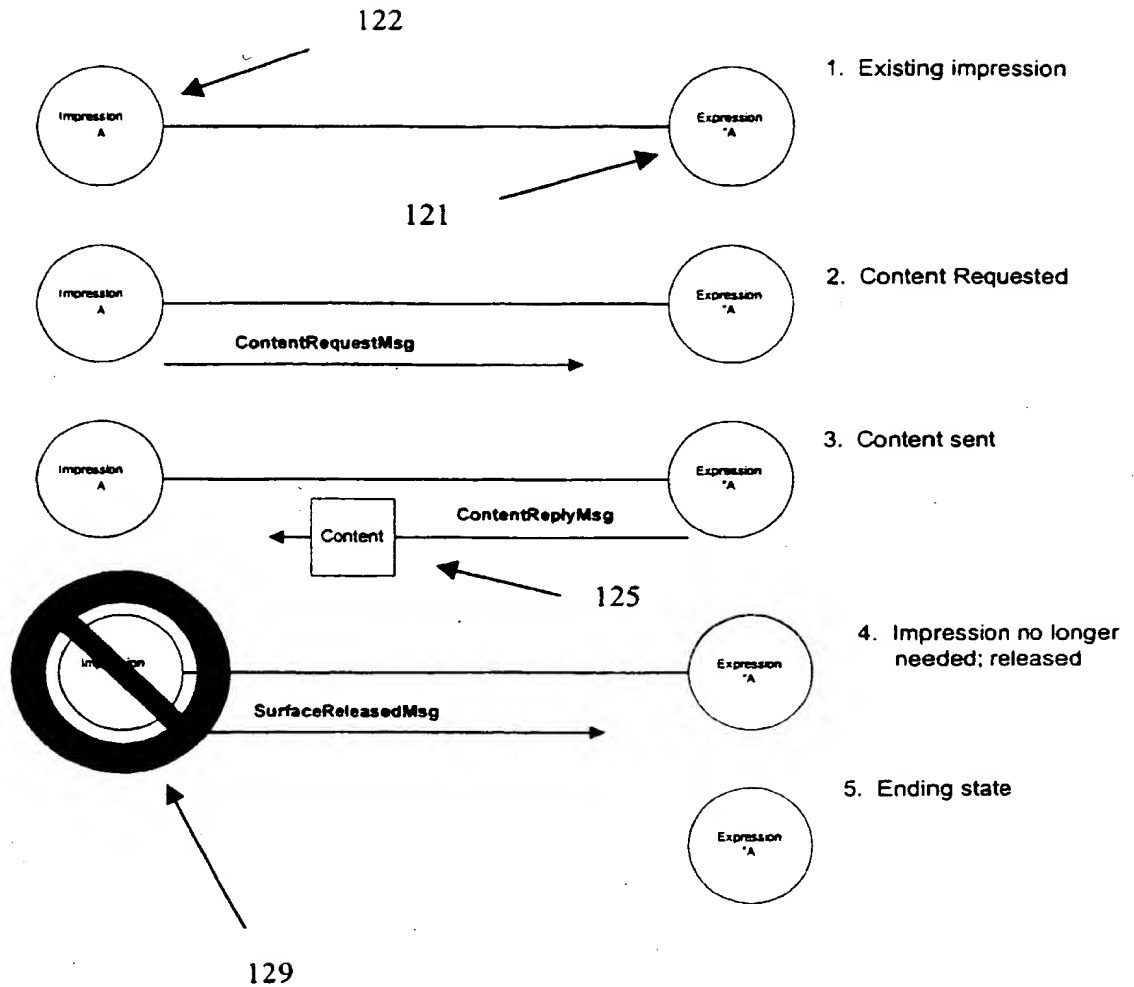 122
1. Existing impression
Impression
A
Expression
*A
121
2. Content Requested
Impression
A
Expression
*A
ContentRequestMsg
3. Content sent
Impression
A
Expression
*A
ContentReplyMsg
Content
125
4. Impression no longer
needed; released
Expression
*A
SurfaceReleasedMsg
5. Ending state
Expression
*A
129